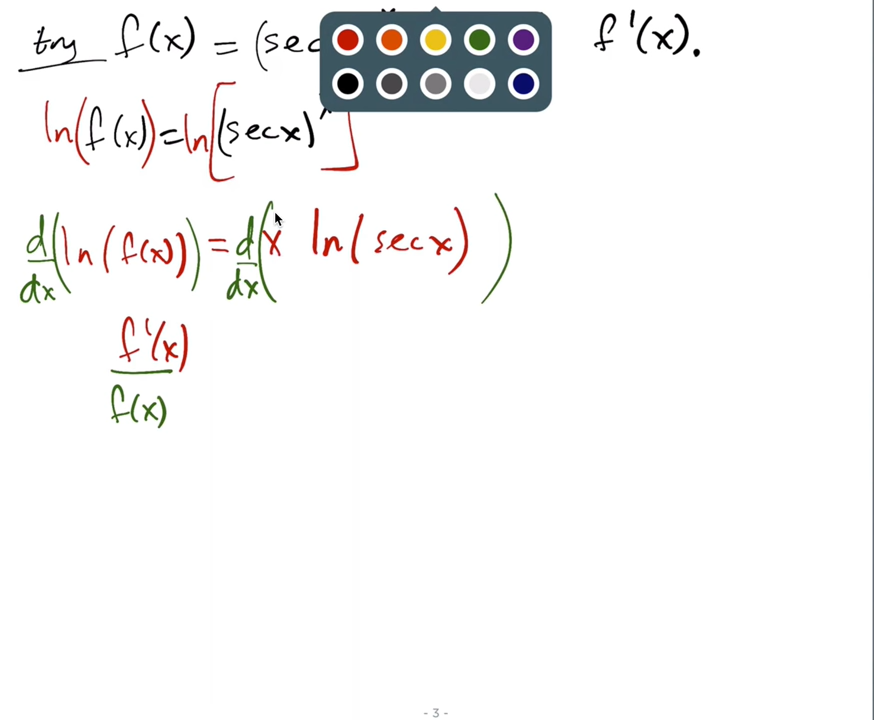 try f(x) = (sec f'(x).
ln(f(x))=ln[(secx)
d/dx(ln(f(x))) = d/dx(x ln(secx))
f'(x)
f(x)
- 3 -